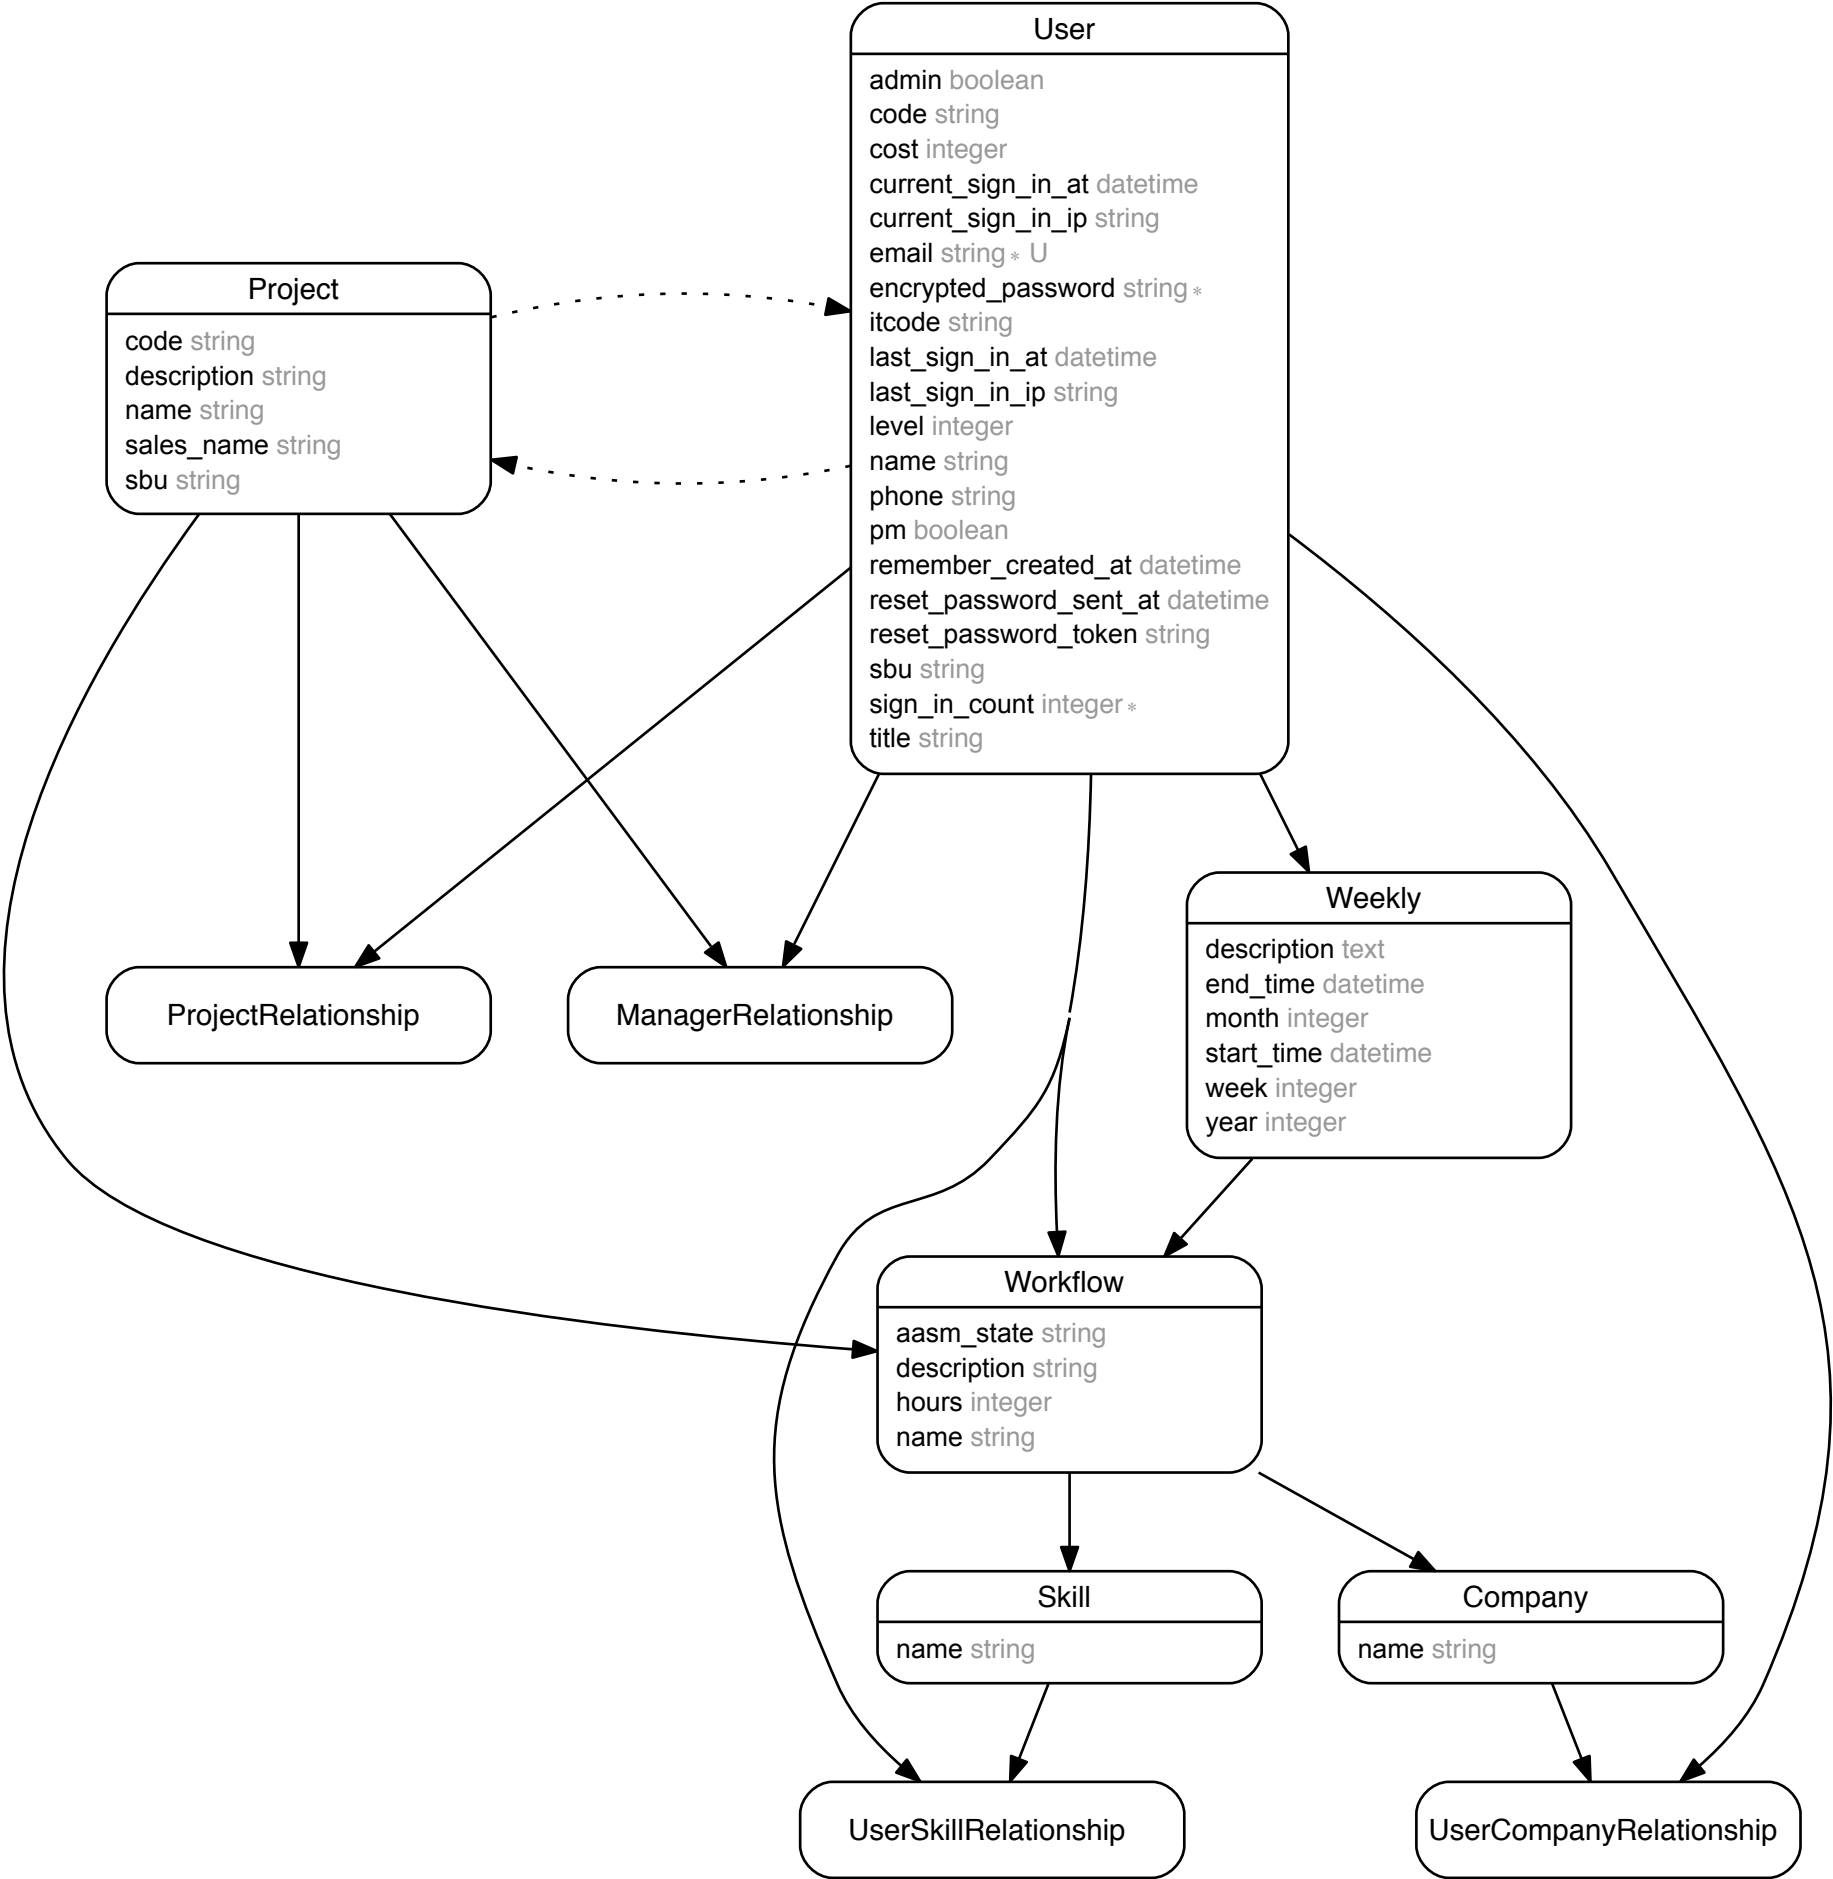 User
admin boolean
code string
cost integer
current_sign_in_at datetime
current_sign_in_ip string
email string∗ U
encrypted_password string∗
itcode string
last_sign_in_at datetime
last_sign_in_ip string
level integer
name string
phone string
pm boolean
remember_created_at datetime
reset_password_sent_at datetime
reset_password_token string
sbu string
sign_in_count integer∗
title string
Project
code string
description string
name string
sales_name string
sbu string
Weekly
description text
end_time datetime
month integer
start_time datetime
week integer
year integer
ProjectRelationship
ManagerRelationship
Workflow
aasm_state string
description string
hours integer
name string
Skill
name string
Company
name string
UserSkillRelationship
UserCompanyRelationship